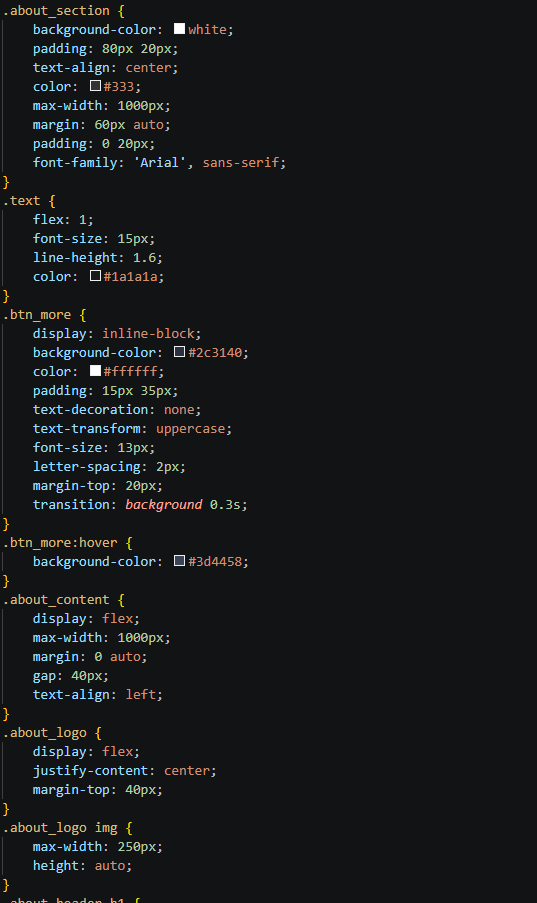 .about_section {
    background-color: white;
    padding: 80px 20px;
    text-align: center;
    color: #333;
    max-width: 1000px;
    margin: 60px auto;
    padding: 0 20px;
    font-family: 'Arial', sans-serif;
}
.text {
    flex: 1;
    font-size: 15px;
    line-height: 1.6;
    color: #1a1a1a;
}
.btn_more {
    display: inline-block;
    background-color: #2c3140;
    color: #ffffff;
    padding: 15px 35px;
    text-decoration: none;
    text-transform: uppercase;
    font-size: 13px;
    letter-spacing: 2px;
    margin-top: 20px;
    transition: background 0.3s;
}
.btn_more:hover {
    background-color: #3d4458;
}
.about_content {
    display: flex;
    max-width: 1000px;
    margin: 0 auto;
    gap: 40px;
    text-align: left;
}
.about_logo {
    display: flex;
    justify-content: center;
    margin-top: 40px;
}
.about_logo img {
    max-width: 250px;
    height: auto;
}
.about_header h1 {